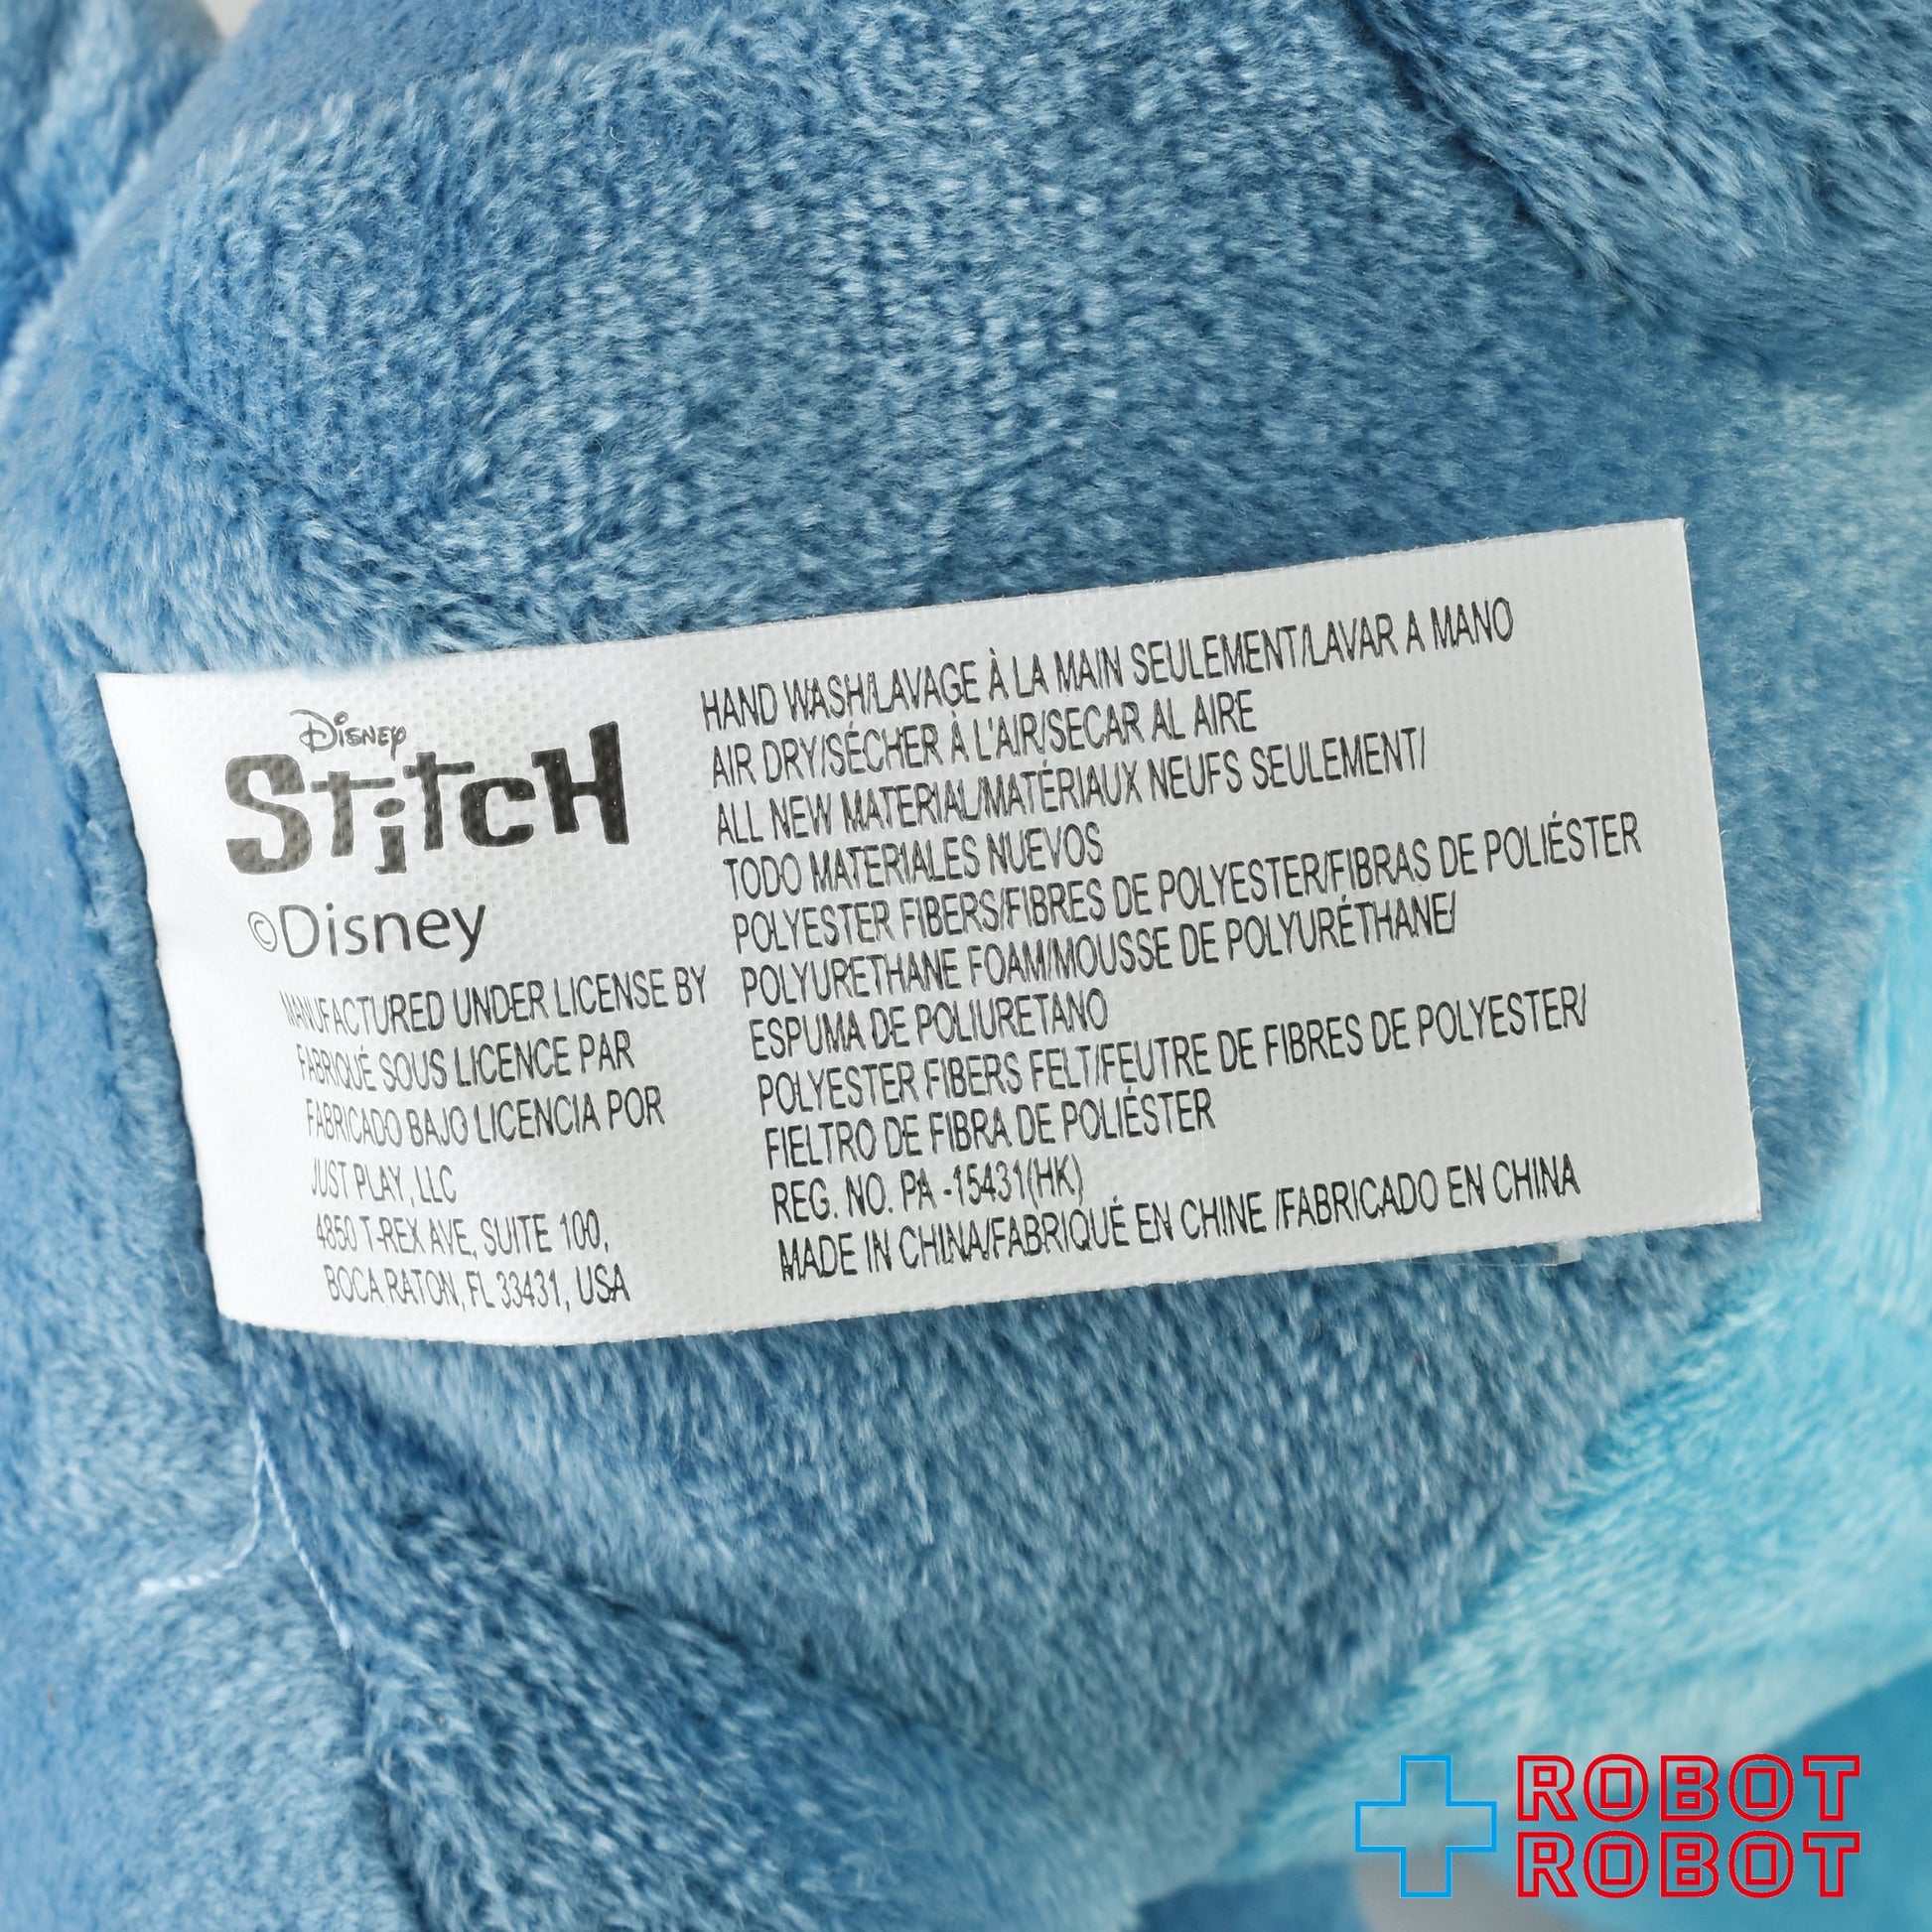 Disney
Stitch
©Disney
MANUFACTURED UNDER LICENSE BY
FABRIQUÉ SOUS LICENCE PAR
FABRICADO BAJO LICENCIA POR
JUST PLAY, LLC
4850 T-REX AVE, SUITE 100,
BOCA RATON, FL 33431, USA
HAND WASH/LAVAGE À LA MAIN SEULEMENT/LAVAR A MANO
AIR DRY/SÉCHER À L'AIR/SECAR AL AIRE
ALL NEW MATERIAL/MATÉRIAUX NEUFS SEULEMENT/
TODO MATERIALES NUEVOS
POLYESTER FIBERS/FIBRES DE POLYESTER/FIBRAS DE POLIÉSTER
POLYURETHANE FOAM/MOUSSE DE POLYURÉTHANE/
ESPUMA DE POLIURETANO
POLYESTER FIBERS FELT/FEUTRE DE FIBRES DE POLYESTER/
FIELTRO DE FIBRA DE POLIÉSTER
REG. NO. PA -15431(HK)
MADE IN CHINA/FABRIQUÉ EN CHINE /FABRICADO EN CHINA
ROBOT
ROBOT